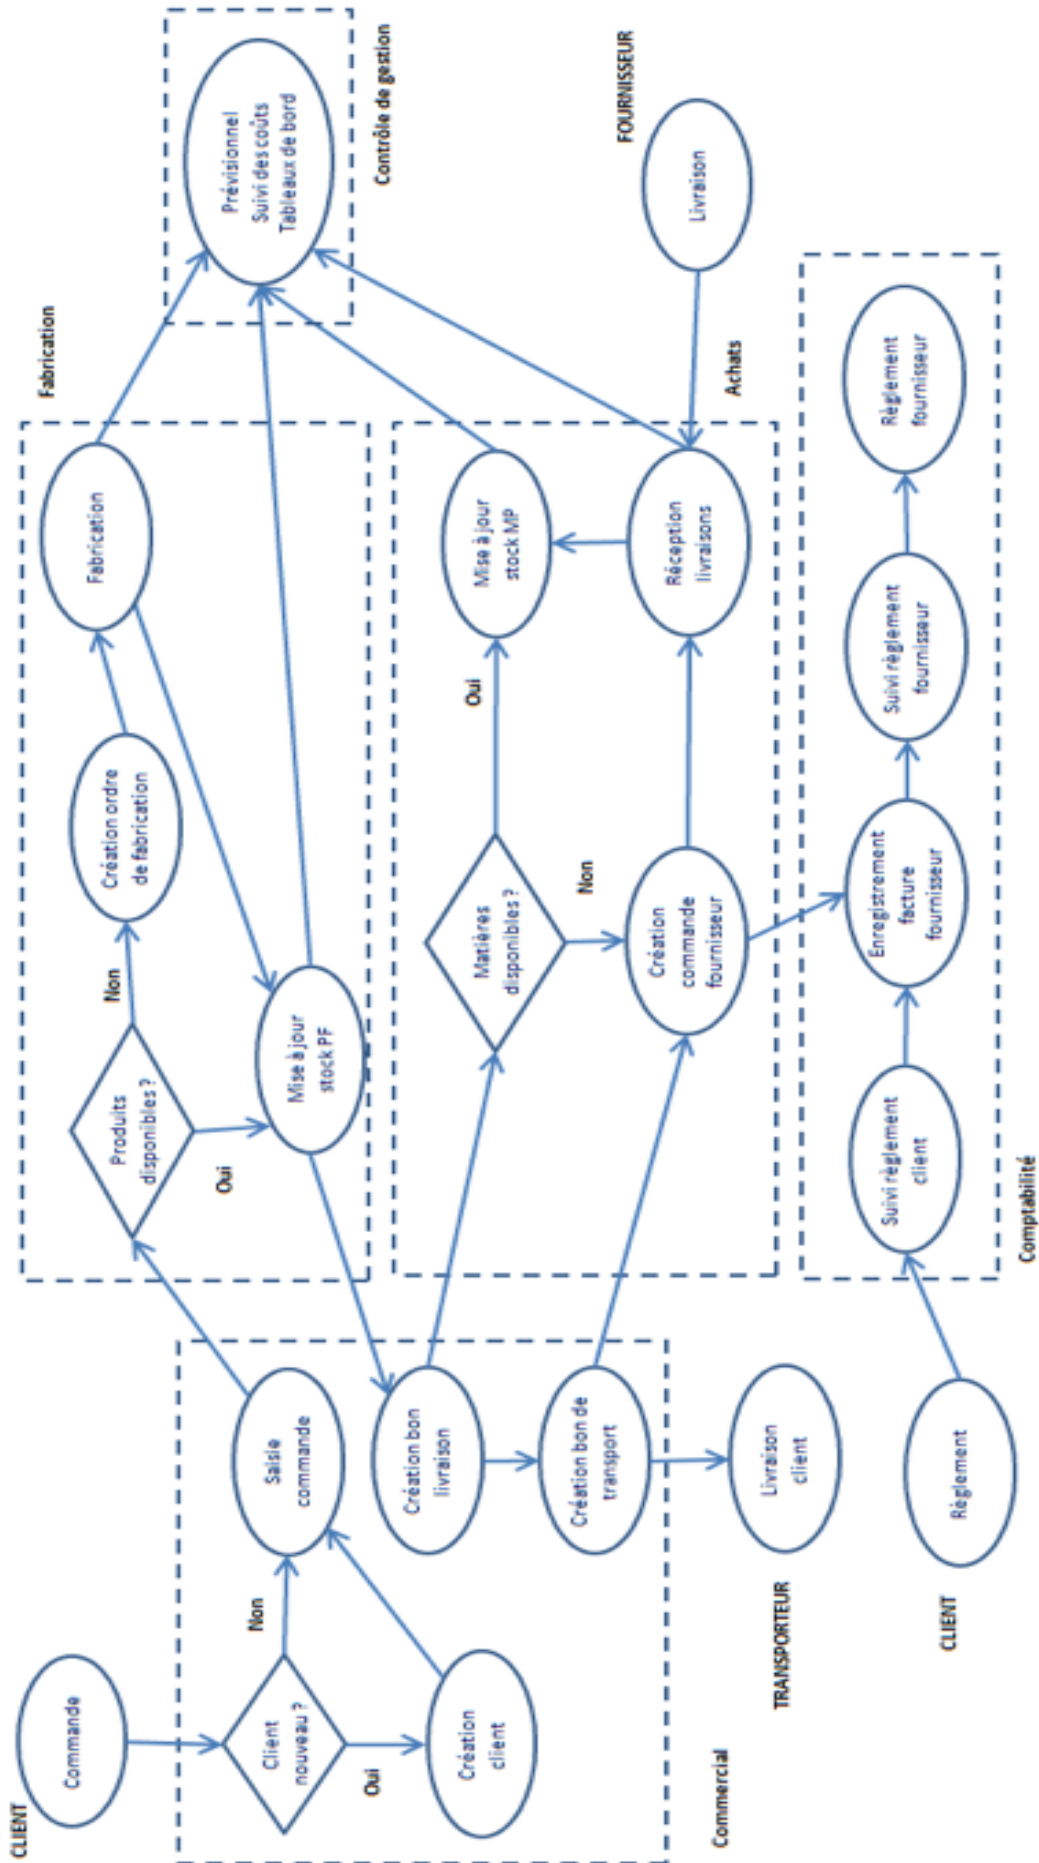 CLIENT
Commande
Client
nouveau ?
Non
Oui
Création
client
Saisie
commande
Création bon
livraison
Création bon de
transport
Commercial
TRANSPORTEUR
Livraison
client
CLIENT
Règlement
Fabrication
Produits
disponibles ?
Non
Oui
Création ordre
de fabrication
Fabrication
Mise à jour
stock PF
Matières
disponibles ?
Oui
Non
Mise à jour
stock MP
Création
commande
fournisseur
Réception
livraisons
Achats
Prévisionnel
Suivi des coûts
Tableaux de bord
Contrôle de gestion
FOURNISSEUR
Livraison
Suivi règlement
client
Enregistrement
facture
fournisseur
Suivi règlement
fournisseur
Règlement
fournisseur
Comptabilité